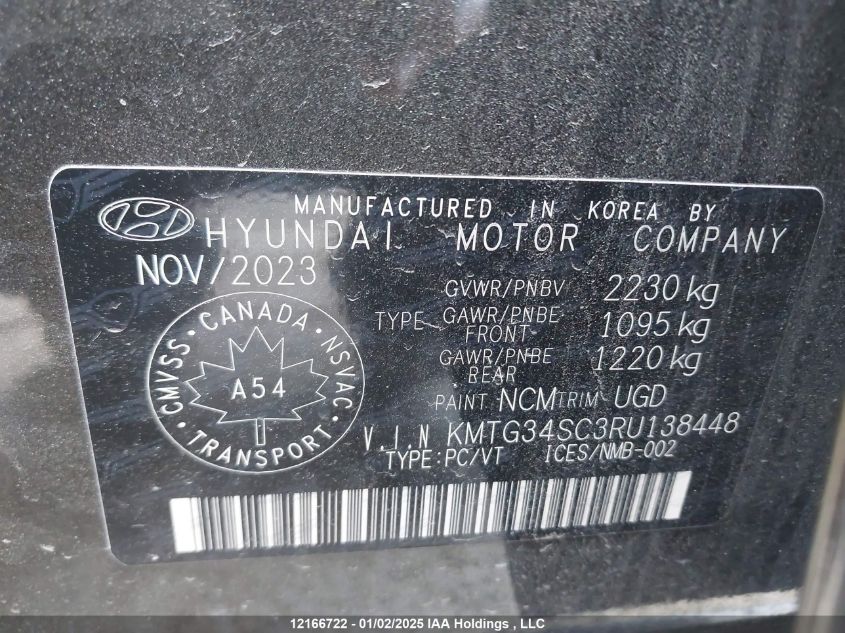 MANUFACTURED IN KOREA BY
HYUNDAI MOTOR COMPANY
NOV/2023
GVWR/PNBV 2230 kg
TYPE GAWR/PNBE FRONT 1095 kg
GAWR/PNBE REAR 1220 kg
PAINT NCM TRIM UGD
V.I.N KMTG34SC3RU138448
TYPE:PC/VT ICES/NMB-002
CMVSS · CANADA · NSVAC
A54
TRANSPORT
12166722 - 01/02/2025 IAA Holdings , LLC